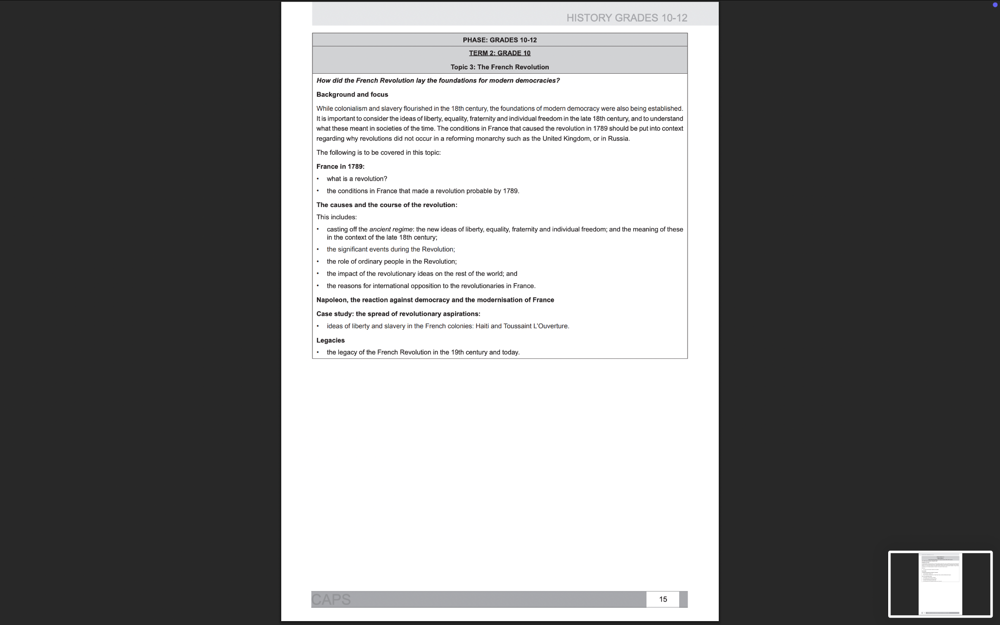 HISTORY GRADES 10-12
PHASE: GRADES 10-12
TERM 2: GRADE 10
Topic 3: The French Revolution
How did the French Revolution lay the foundations for modern democracies?
Background and focus
While colonialism and slavery flourished in the 18th century, the foundations of modern democracy were also being established.
It is important to consider the ideas of liberty, equality, fraternity and individual freedom in the late 18th century, and to understand
what these meant in societies of the time. The conditions in France that caused the revolution in 1789 should be put into context
regarding why revolutions did not occur in a reforming monarchy such as the United Kingdom, or in Russia.
The following is to be covered in this topic:
France in 1789:
• what is a revolution?
• the conditions in France that made a revolution probable by 1789.
The causes and the course of the revolution:
This includes:
• casting off the ancient regime: the new ideas of liberty, equality, fraternity and individual freedom; and the meaning of these
in the context of the late 18th century;
• the significant events during the Revolution;
• the role of ordinary people in the Revolution;
• the impact of the revolutionary ideas on the rest of the world; and
• the reasons for international opposition to the revolutionaries in France.
Napoleon, the reaction against democracy and the modernisation of France
Case study: the spread of revolutionary aspirations:
• ideas of liberty and slavery in the French colonies: Haiti and Toussaint L’Ouverture.
Legacies
• the legacy of the French Revolution in the 19th century and today.
CAPS
15